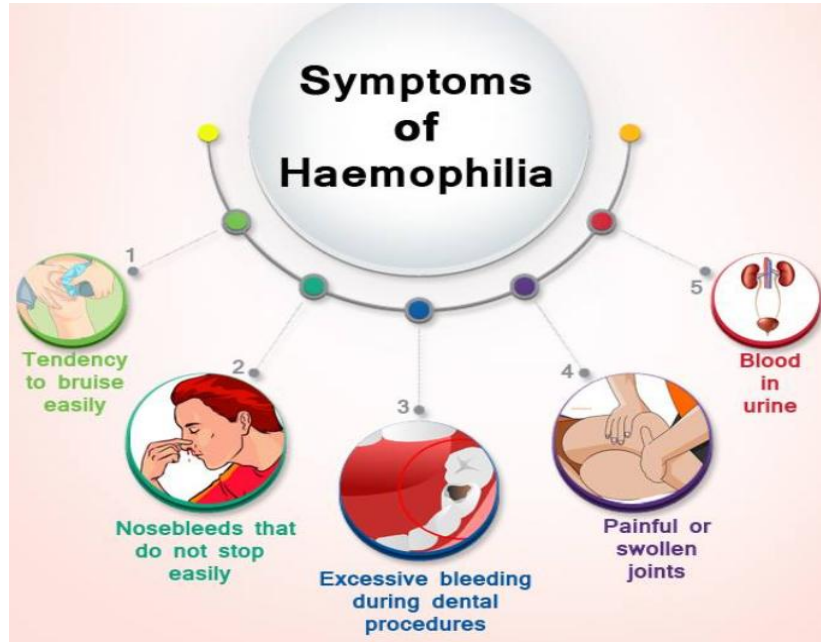 Symptoms
of
Haemophilia
1
Tendency
to bruise
easily
2
Nosebleeds that
do not stop
easily
3
Excessive bleeding
during dental
procedures
4
Painful or
swollen
joints
5
Blood
in
urine